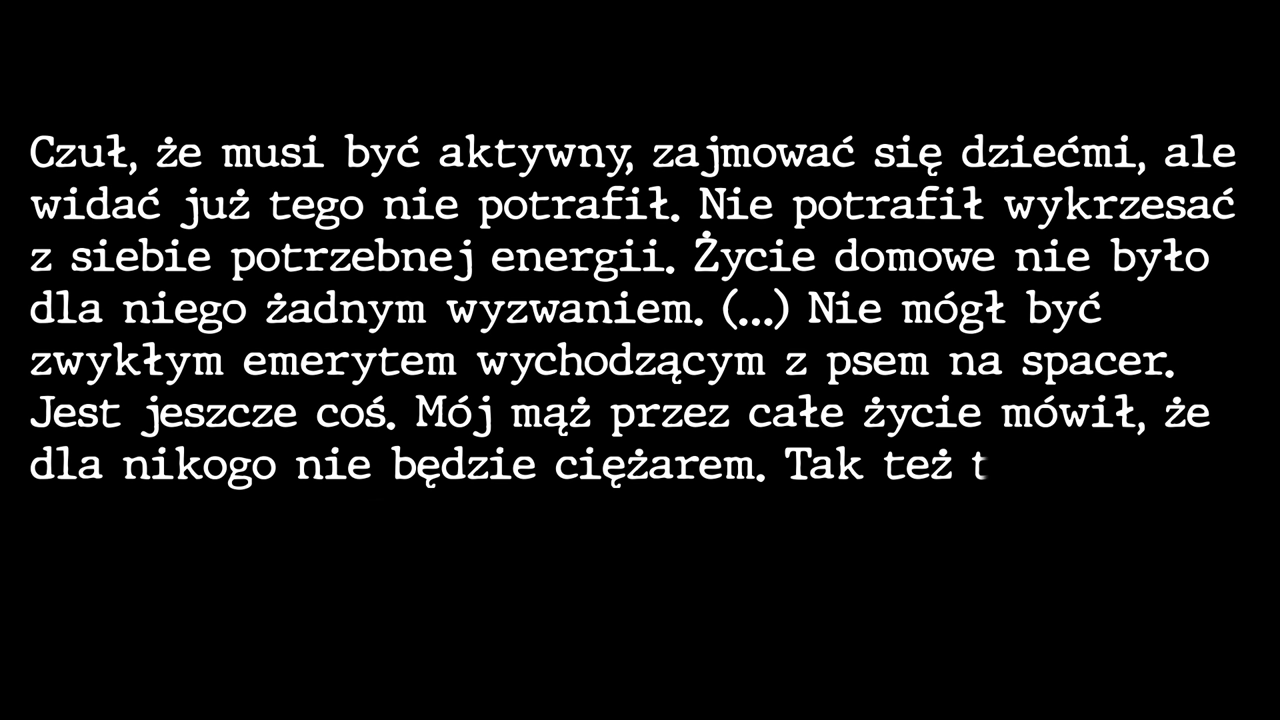 Czuł, że musi być aktywny, zajmować się dziećmi, ale
widać już tego nie potrafił. Nie potrafił wykrzesać
z siebie potrzebnej energii. Życie domowe nie było
dla niego żadnym wyzwaniem. (...) Nie mógł być
zwykłym emerytem wychodzącym z psem na spacer.
Jest jeszcze coś. Mój mąż przez całe życie mówił, że
dla nikogo nie będzie ciężarem. Tak też t